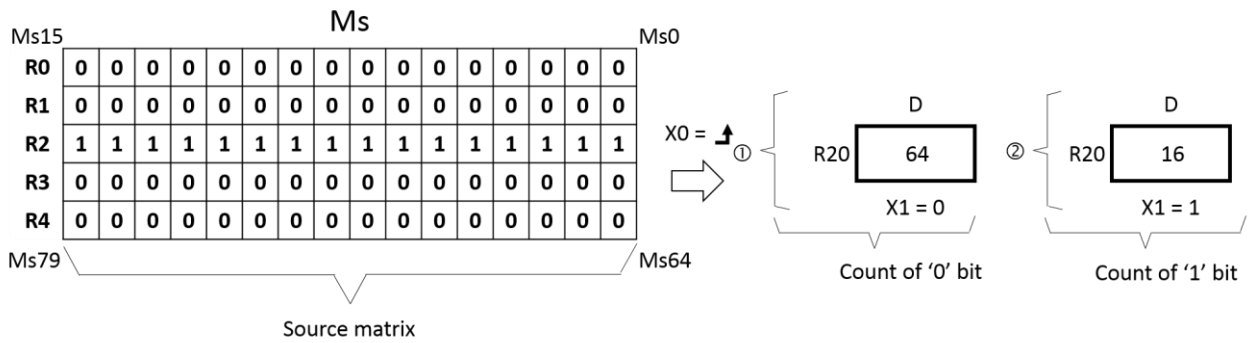 Ms
Ms15 Ms0
R0 0 0 0 0 0 0 0 0 0 0 0 0 0 0 0 0
R1 0 0 0 0 0 0 0 0 0 0 0 0 0 0 0 0
R2 1 1 1 1 1 1 1 1 1 1 1 1 1 1 1 1
R3 0 0 0 0 0 0 0 0 0 0 0 0 0 0 0 0
R4 0 0 0 0 0 0 0 0 0 0 0 0 0 0 0 0
Ms79 Ms64
Source matrix
X0 =
①
D
R20 64
X1 = 0
Count of ‘0’ bit
②
D
R20 16
X1 = 1
Count of ‘1’ bit